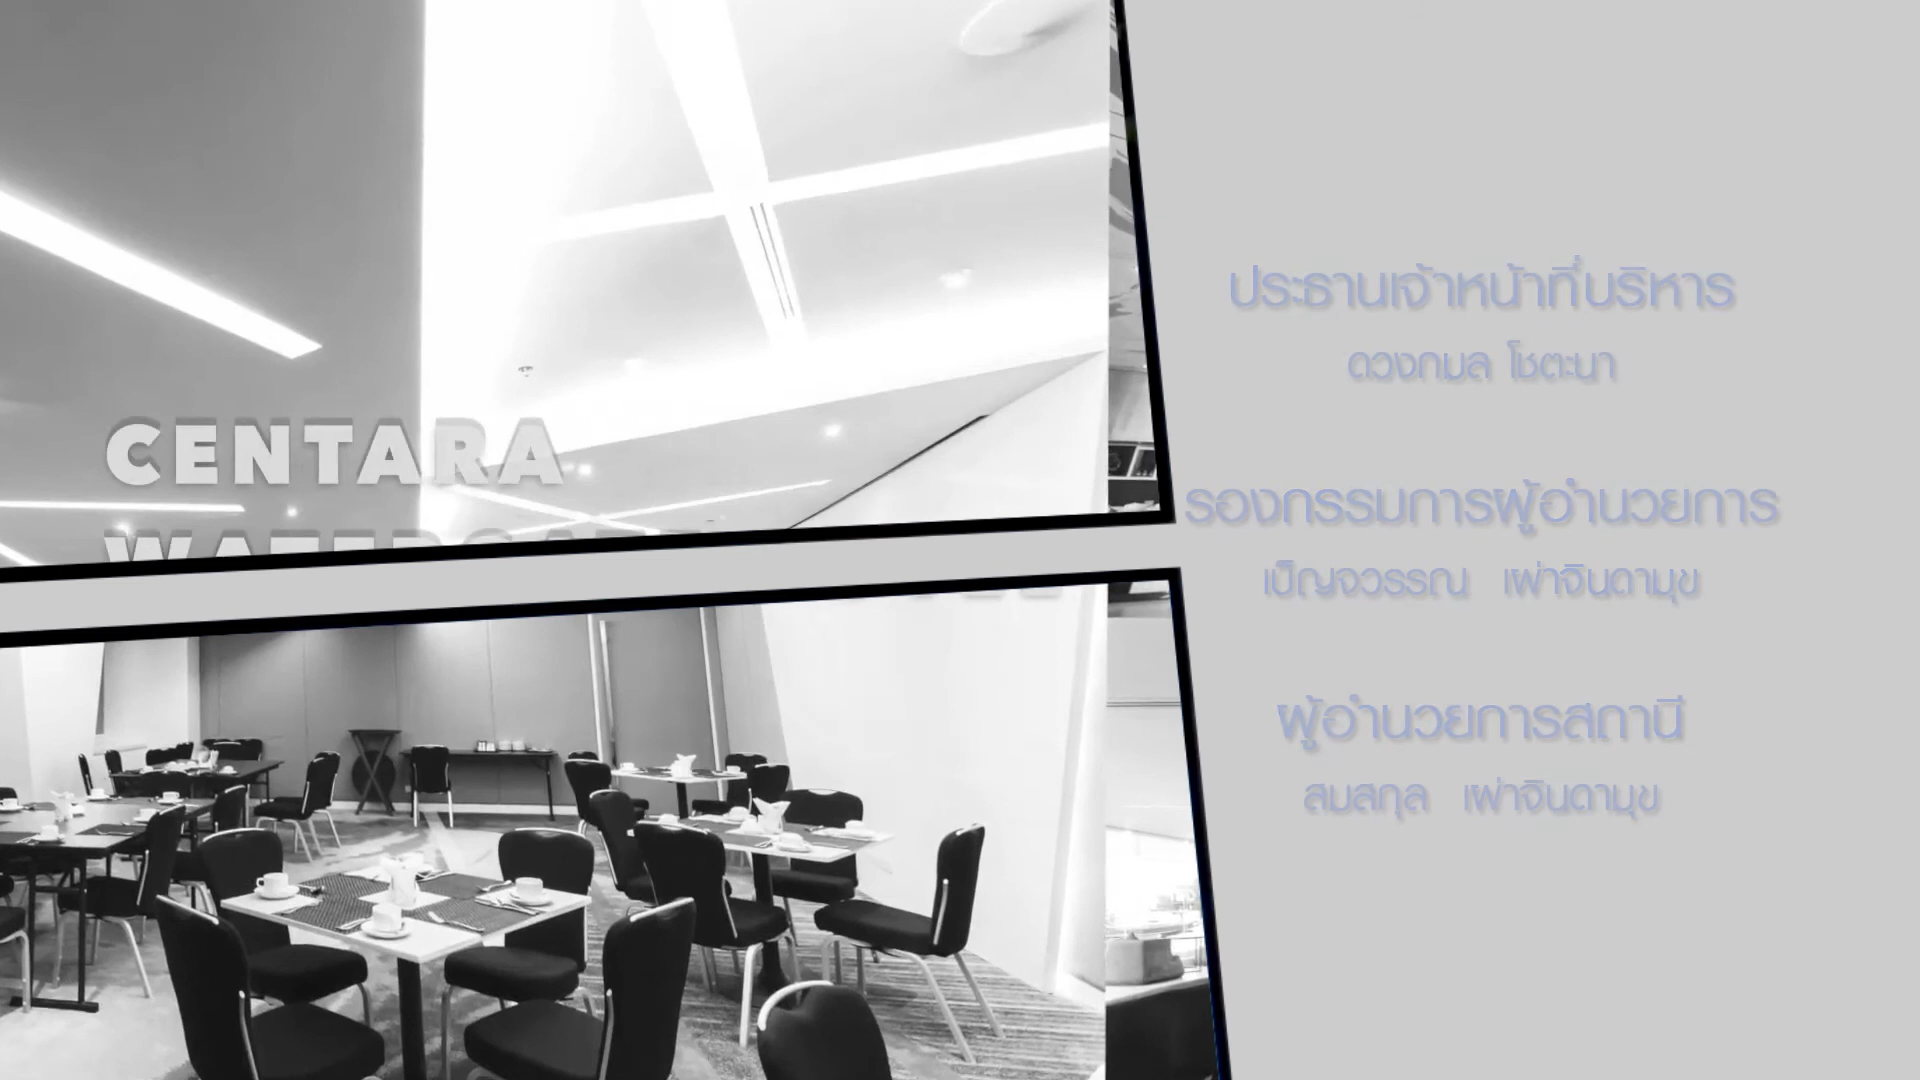 CENTARA
ประธานเจ้าหน้าที่บริหาร
ดวงกมล โชตะนา
รองกรรมการผู้อำนวยการ
เบ็ญจวรรณ เผ่าจินดามุข
ผู้อำนวยการสถานี
สมสกุล เผ่าจินดามุข